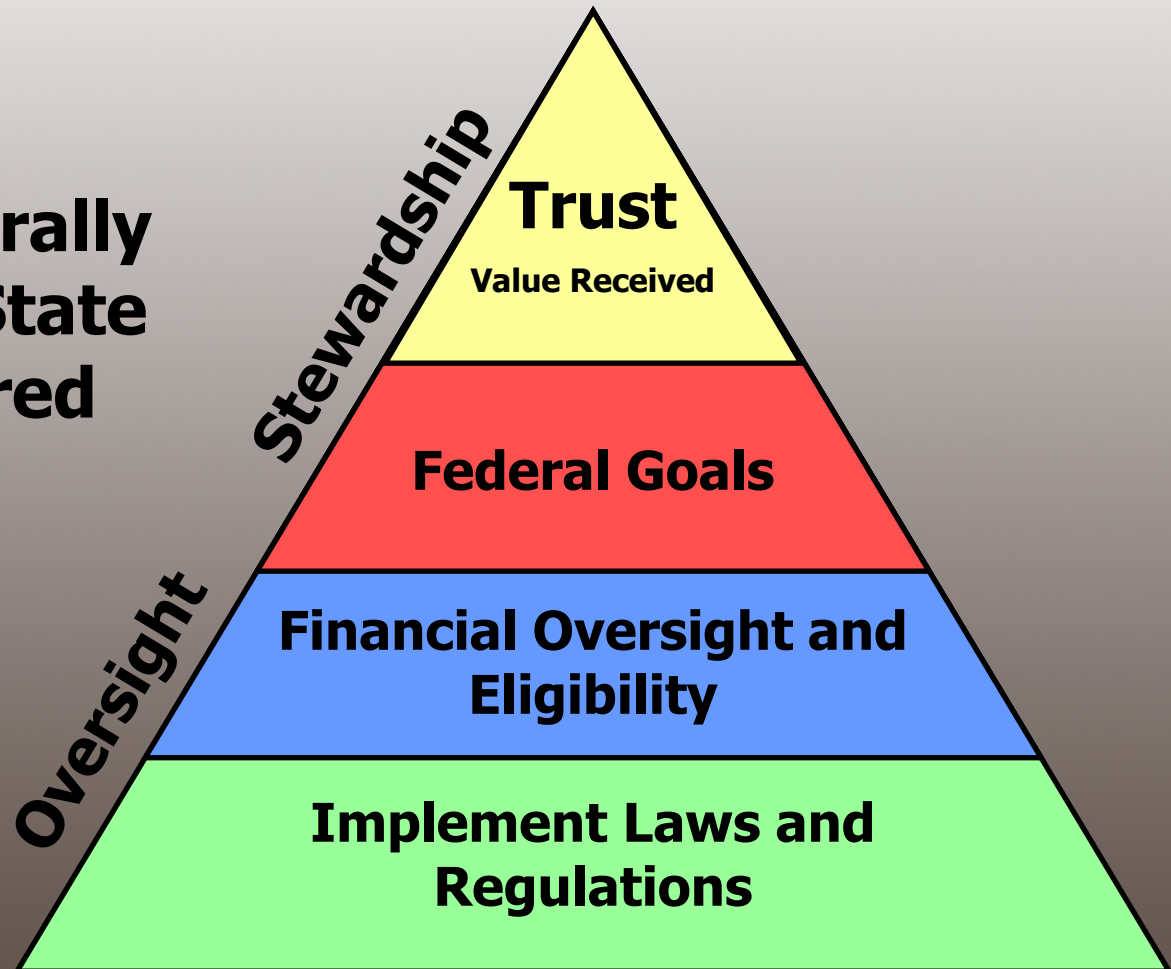 Stewardship
Trust
Value Received
rally
State
red
Federal Goals
Oversight
Financial Oversight and
Eligibility
Implement Laws and
Regulations